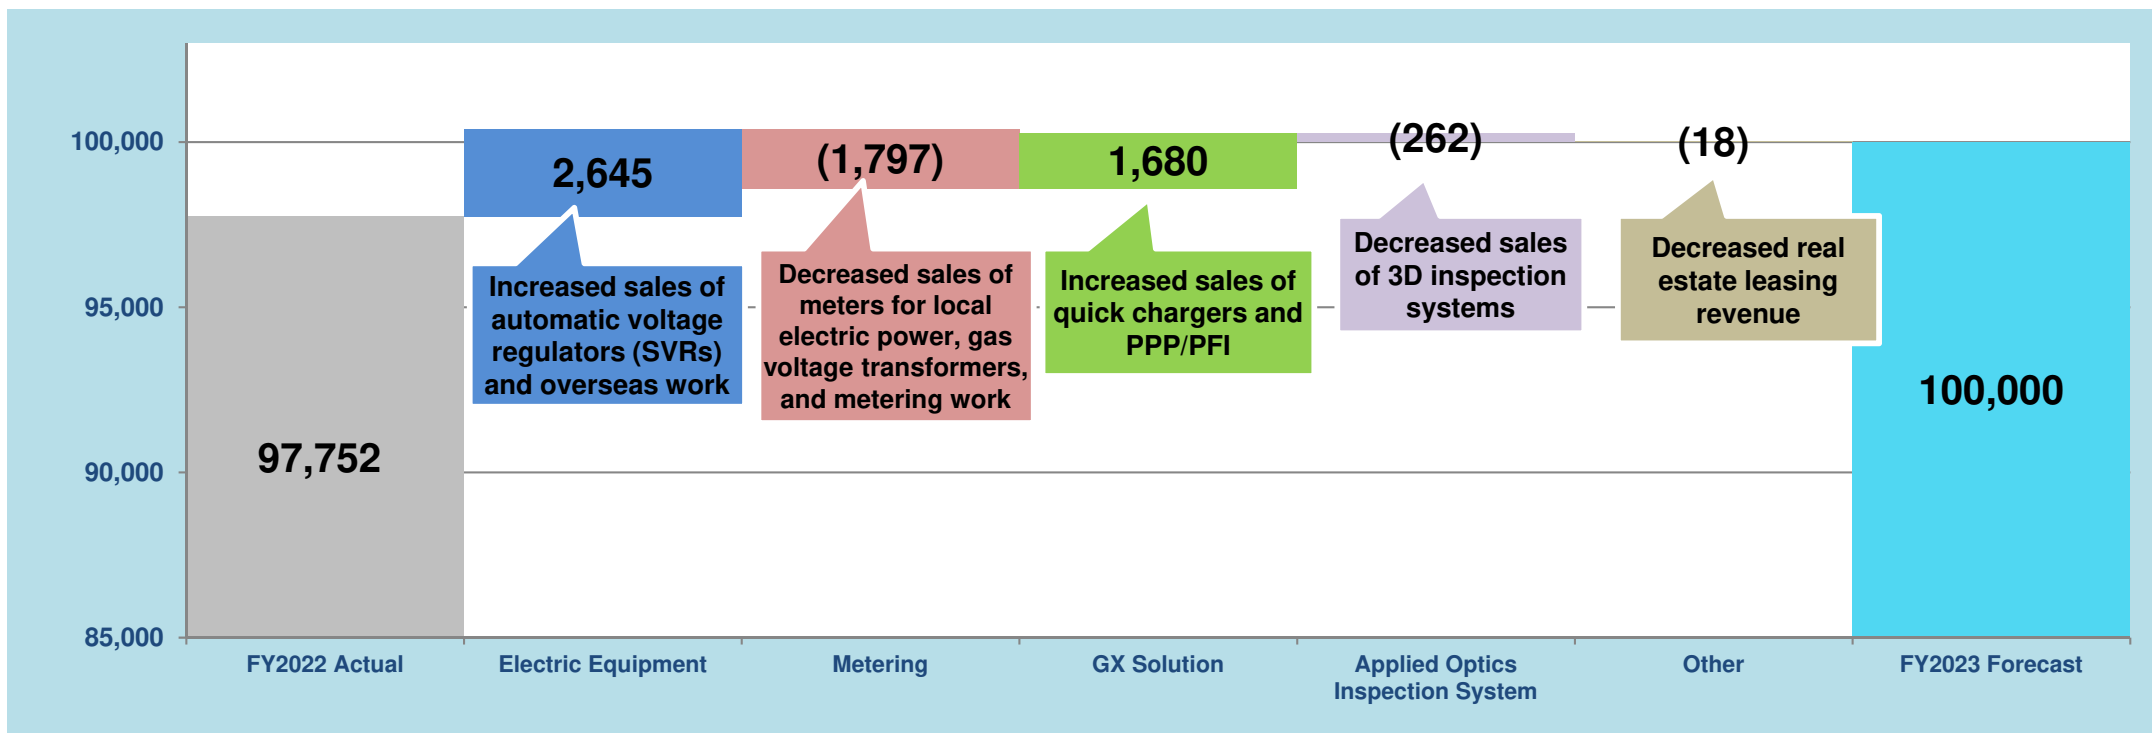 100,000
95,000
90,000
85,000
97,752
2,645
(1,797)
1,680
(262)
(18)
100,000
Increased sales of
automatic voltage
regulators (SVRs)
and overseas work
Decreased sales of
meters for local
electric power, gas
voltage transformers,
and metering work
Increased sales of
quick chargers and
PPP/PFI
Decreased sales
of 3D inspection
systems
Decreased real
estate leasing
revenue
FY2022 Actual
Electric Equipment
Metering
GX Solution
Applied Optics
Inspection System
Other
FY2023 Forecast